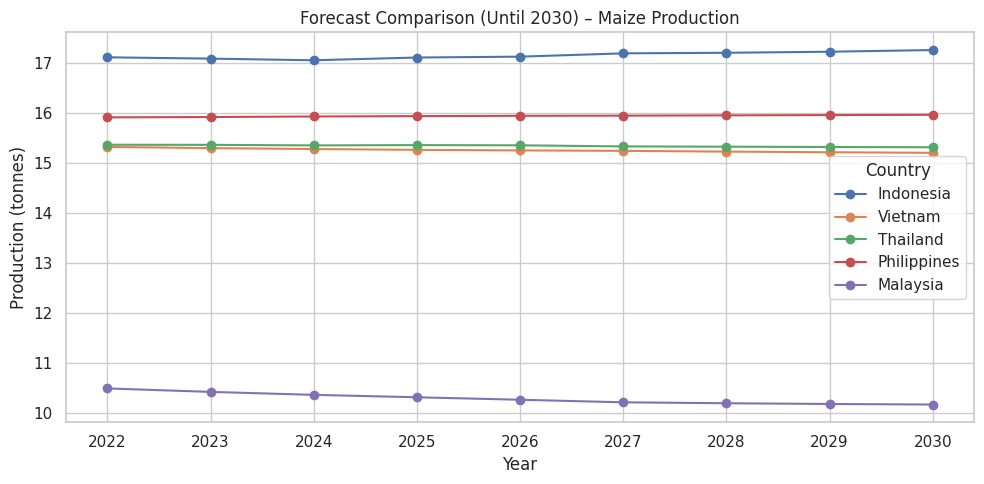 Forecast Comparison (Until 2030) – Maize Production
Production (tonnes)
17
16
15
14
13
12
11
10
Country
Indonesia
Vietnam
Thailand
Philippines
Malaysia
2022 2023 2024 2025 2026 2027 2028 2029 2030
Year